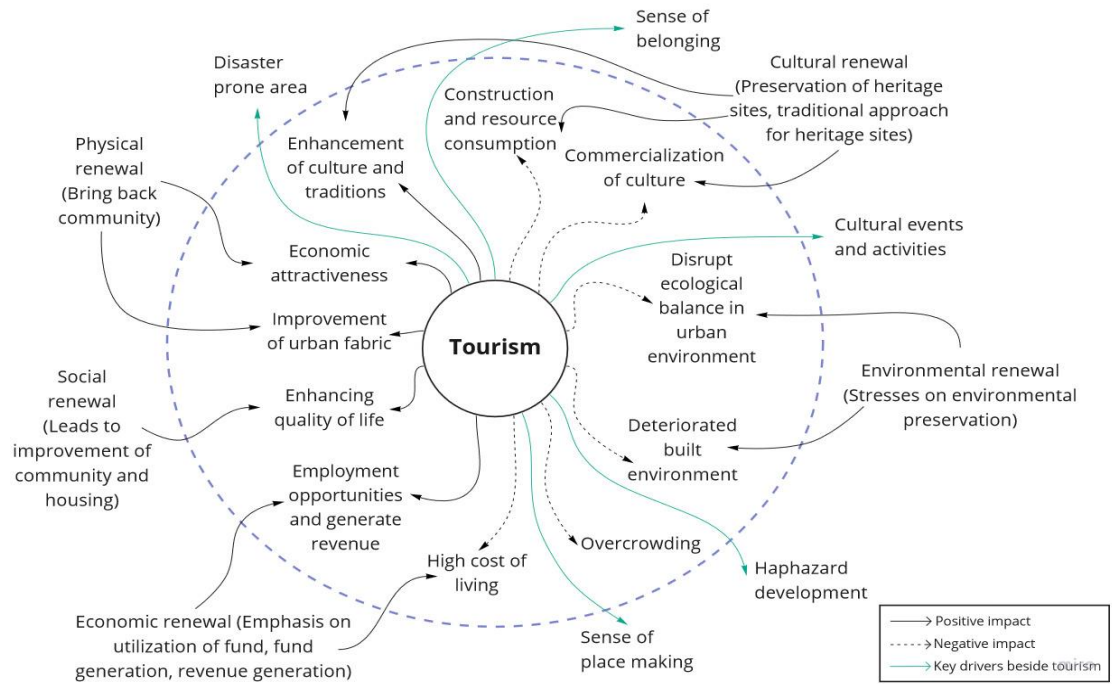 Sense of
belonging
Disaster
prone area
Cultural renewal
(Preservation of heritage
sites, traditional approach
for heritage sites)
Construction
and resource
consumption
Physical
renewal
(Bring back
community)
Enhancement
of culture and
traditions
Commercialization
of culture
Cultural events
and activities
Economic
attractiveness
Disrupt
ecological
balance in
urban
environment
Improvement
of urban fabric
Tourism
Environmental renewal
(Stresses on environmental
preservation)
Social
renewal
(Leads to
improvement of
community and
housing)
Enhancing
quality of life
Deteriorated
built
environment
Employment
opportunities
and generate
revenue
Overcrowding
High cost of
living
Haphazard
development
Economic renewal (Emphasis on
utilization of fund, fund
generation, revenue generation)
Sense of
place making
Positive impact
Negative impact
Key drivers beside tourism
miro